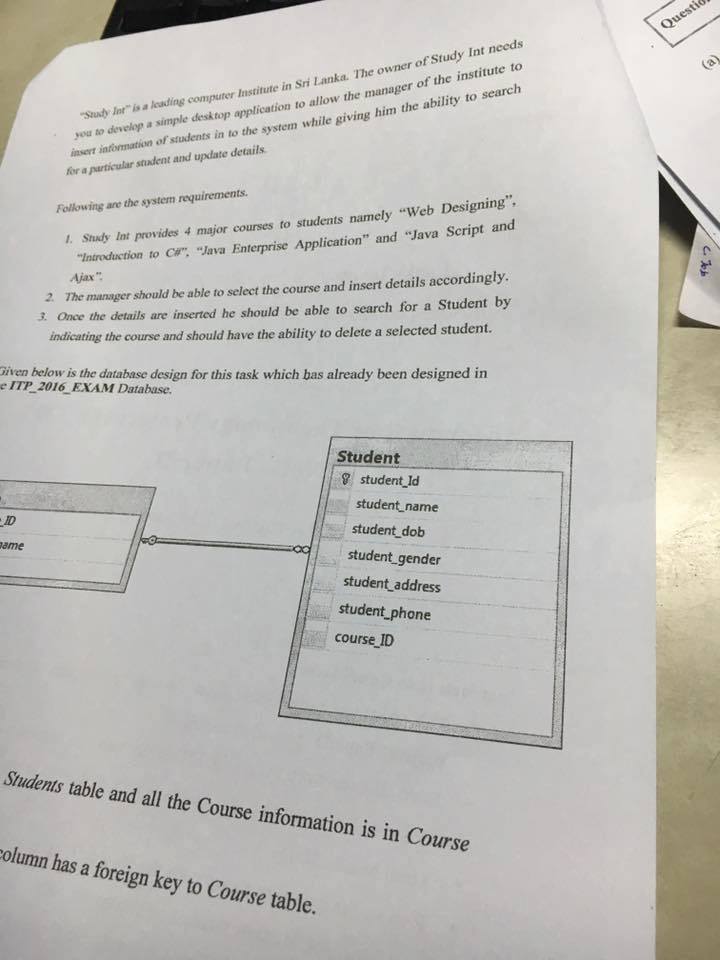 "Study Int" is a leading computer Institute in Sri Lanka. The owner of Study Int needs
you to develop a simple desktop application to allow the manager of the institute to
insert information of students in to the system while giving him the ability to search
for a particular student and update details.
Following are the system requirements.
1. Study Int provides 4 major courses to students namely "Web Designing",
"Introduction to C#", "Java Enterprise Application" and "Java Script and
Ajax".
2. The manager should be able to select the course and insert details accordingly.
3. Once the details are inserted he should be able to search for a Student by
indicating the course and should have the ability to delete a selected student.
Given below is the database design for this task which has already been designed in
e ITP_2016_EXAM Database.
_ID
name
Student
student_Id
student_name
student_dob
student_gender
student_address
student_phone
course_ID
Students table and all the Course information is in Course
column has a foreign key to Course table.
Questio
(a)